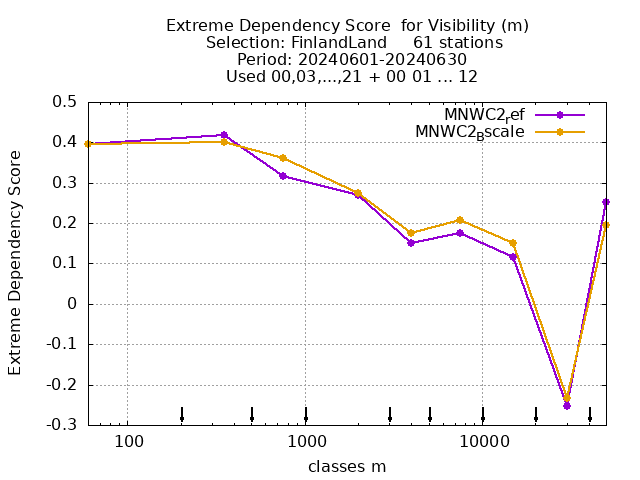 Extreme Dependency Score  for Visibility (m)
Selection: FinlandLand     61 stations
Period: 20240601-20240630
Used 00,03,...,21 + 00 01 ... 12
Extreme Dependency Score
0.5
0.4
0.3
0.2
0.1
0
-0.1
-0.2
-0.3
MNWC2_ref
MNWC2_Bscale
100
1000
10000
classes m